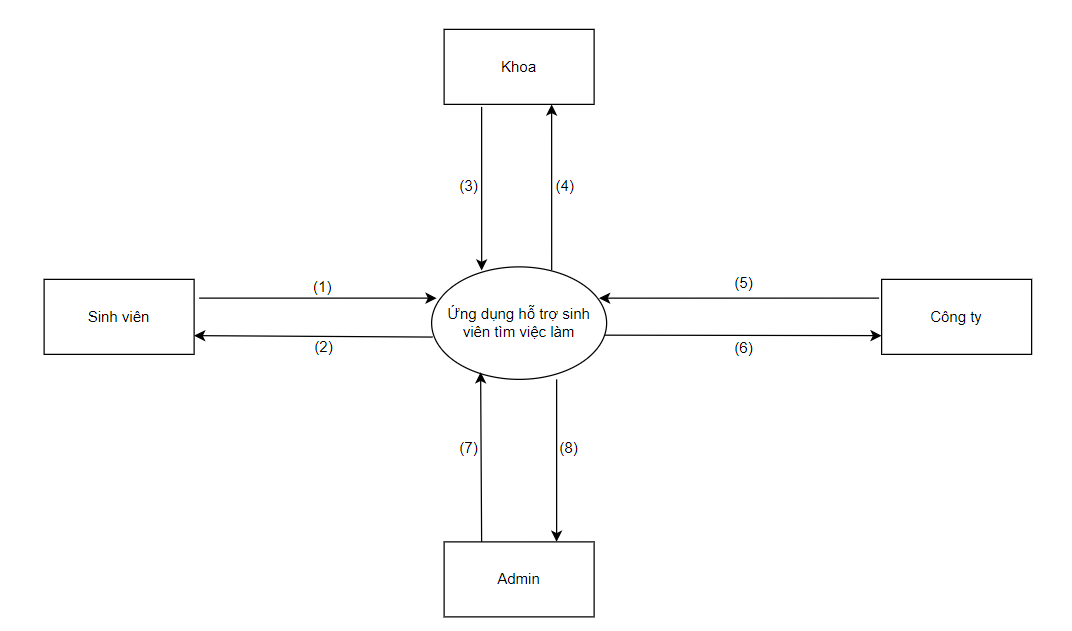 Khoa
(3)
(4)
(1)
(5)
Sinh viên
Ứng dụng hỗ trợ sinh
viên tìm việc làm
Công ty
(2)
(6)
(7)
(8)
Admin